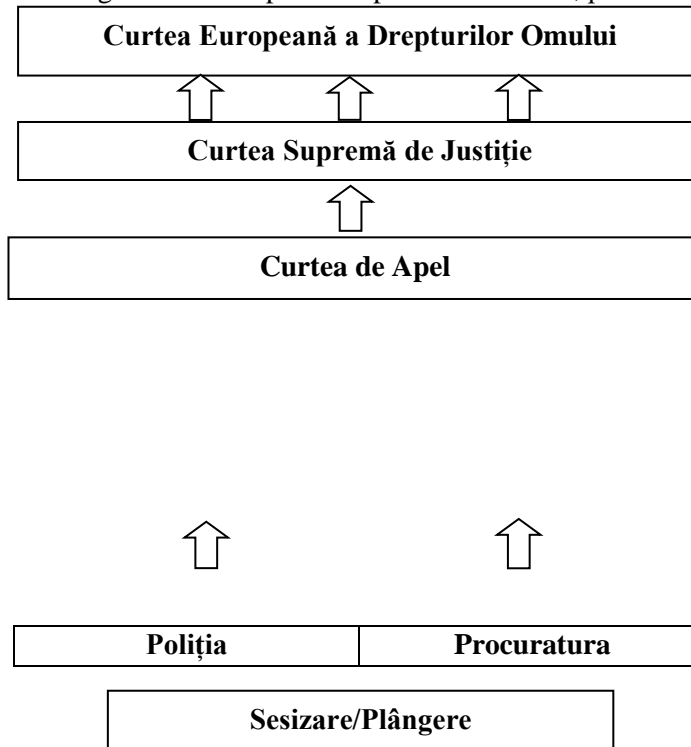 Curtea Europeană a Drepturilor Omului
Curtea Supremă de Justiție
Curtea de Apel
Poliția Procuratura
Sesizare/Plângere